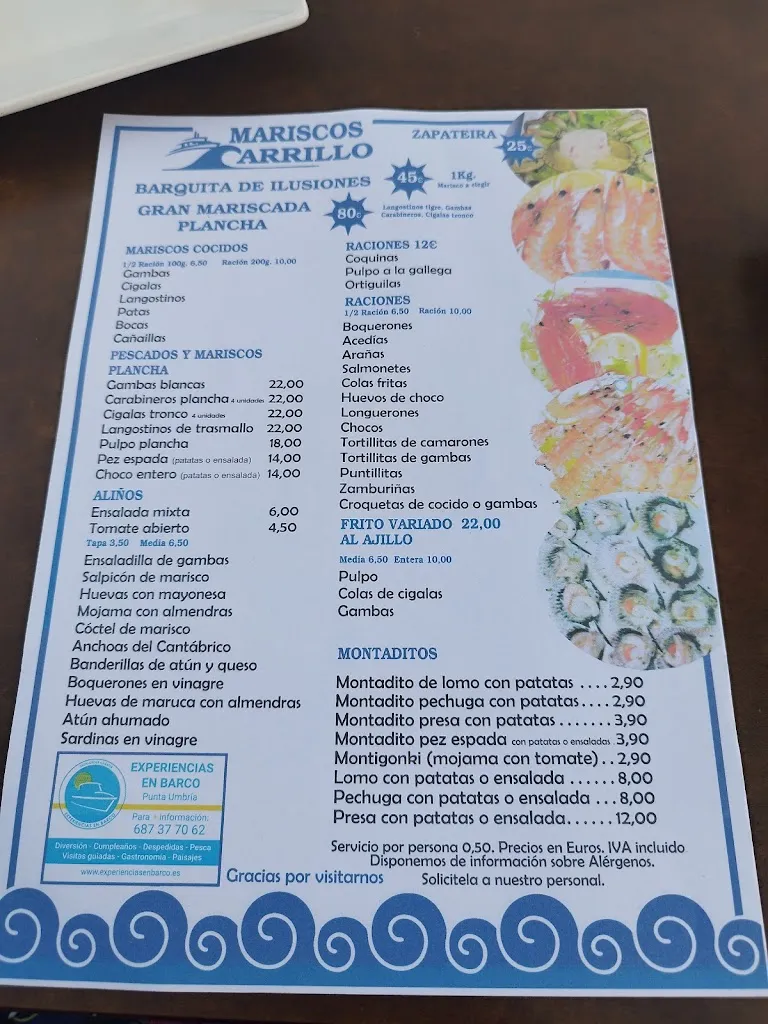 MARISCOS
CARRILLO
ZAPATEIRA 25€
BARQUITA DE ILUSIONES 45€ 1Kg.
Marisco a elegir
GRAN MARISCADA
PLANCHA 80€
Langostinos tigre, Gambas
Carabineros, Cigalas tronco
MARISCOS COCIDOS
1/2 Ración 100g. 6,50 Ración 200g. 10,00
Gambas
Cigalas
Langostinos
Patas
Bocas
Cañaillas
PESCADOS Y MARISCOS
PLANCHA
Gambas blancas 22,00
Carabineros plancha 4 unidades 22,00
Cigalas tronco 4 unidades 22,00
Langostinos de trasmallo 22,00
Pulpo plancha 18,00
Pez espada (patatas o ensalada) 14,00
Choco entero (patatas o ensalada) 14,00
ALIÑOS
Ensalada mixta 6,00
Tomate abierto 4,50
Tapa 3,50 Media 6,50
Ensaladilla de gambas
Salpicón de marisco
Huevas con mayonesa
Mojama con almendras
Cóctel de marisco
Anchoas del Cantábrico
Banderillas de atún y queso
Boquerones en vinagre
Huevas de maruca con almendras
Atún ahumado
Sardinas en vinagre
RACIONES 12€
Coquinas
Pulpo a la gallega
Ortiguilas
RACIONES
1/2 Ración 6,50 Ración 10,00
Boquerones
Acedías
Arañas
Salmonetes
Colas fritas
Huevos de choco
Longuerones
Chocos
Tortillitas de camarones
Tortillitas de gambas
Puntillitas
Zamburiñas
Croquetas de cocido o gambas
FRITO VARIADO 22,00
AL AJILLO
Media 6,50 Entera 10,00
Pulpo
Colas de cigalas
Gambas
MONTADITOS
Montadito de lomo con patatas .... 2,90
Montadito pechuga con patatas .... 2,90
Montadito presa con patatas ....... 3,90
Montadito pez espada con patatas o ensaladas . 3,90
Montigonki (mojama con tomate) .. 2,90
Lomo con patatas o ensalada ...... 8,00
Pechuga con patatas o ensalada ... 8,00
Presa con patatas o ensalada...... 12,00
Servicio por persona 0,50. Precios en Euros. IVA incluido
Disponemos de información sobre Alérgenos.
Solicitela a nuestro personal.
EXPERIENCIAS EN BARCO
EXPERIENCIAS
EN BARCO
Punta Umbría
Para + información:
687 37 70 62
Diversión - Cumpleaños - Despedidas - Pesca
Visitas guiadas - Gastronomía - Paisajes
www.experienciasenbarco.es
Gracias por visitarnos